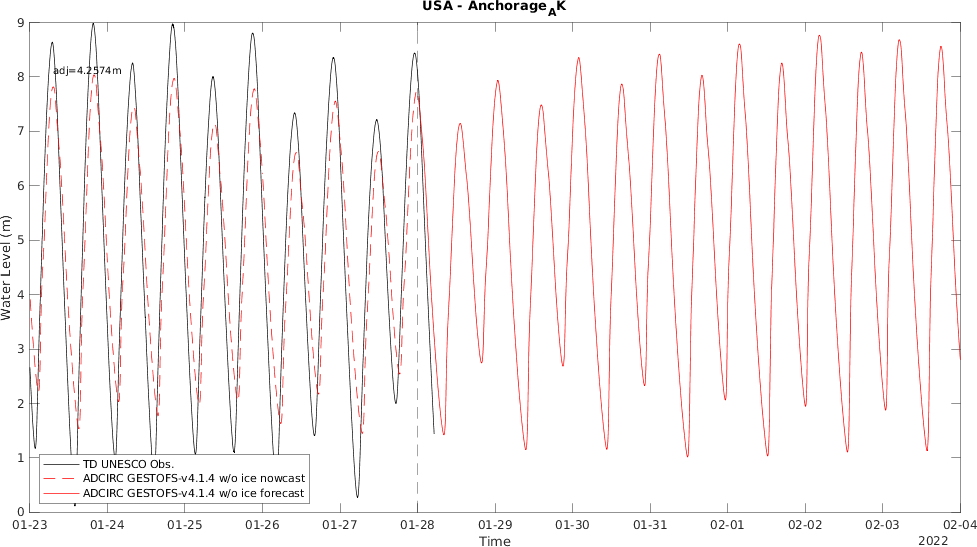 USA - Anchorage_AK
9
adj=4.2574m
8
7
6
5
4
3
2
1
0
Water Level (m)
TD UNESCO Obs.
ADCIRC GESTOFS-v4.1.4 w/o ice nowcast
ADCIRC GESTOFS-v4.1.4 w/o ice forecast
01-23 01-24 01-25 01-26 01-27 01-28 01-29 01-30 01-31 02-01 02-02 02-03 02-04
Time
2022